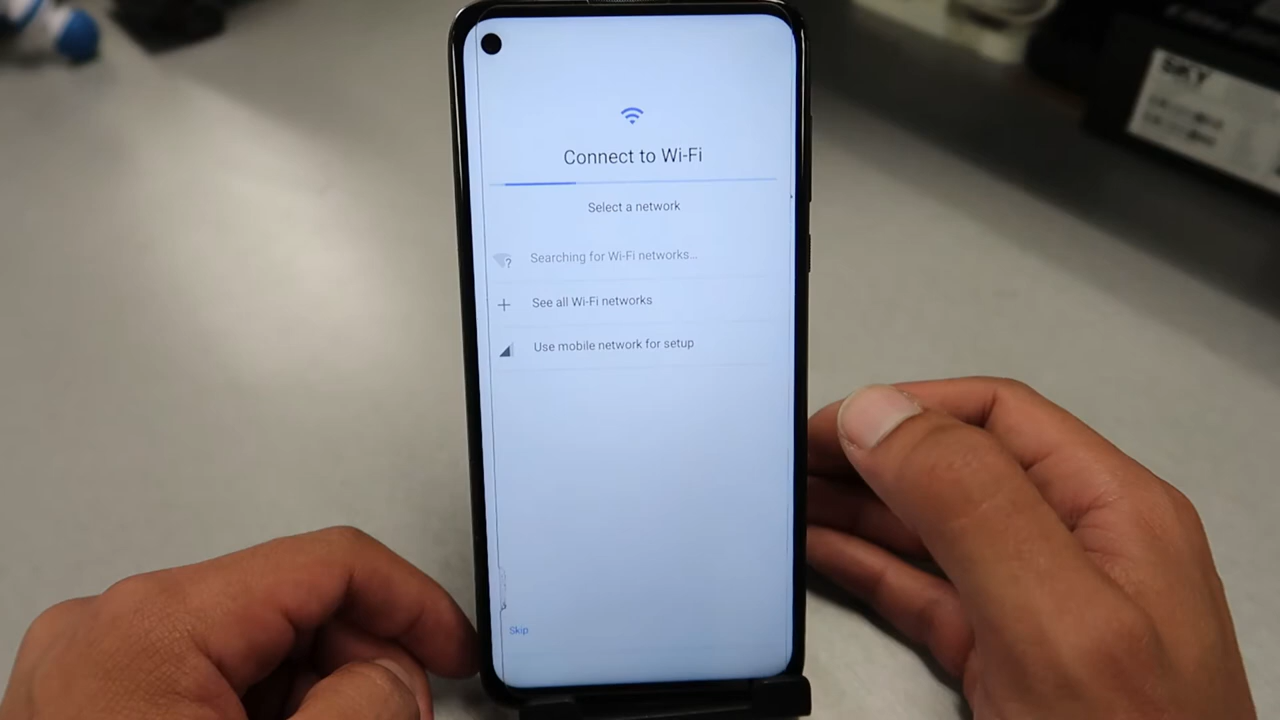 SKY
Connect to Wi-Fi
Select a network
Searching for Wi-Fi networks...
See all Wi-Fi networks
Use mobile network for setup
Skip